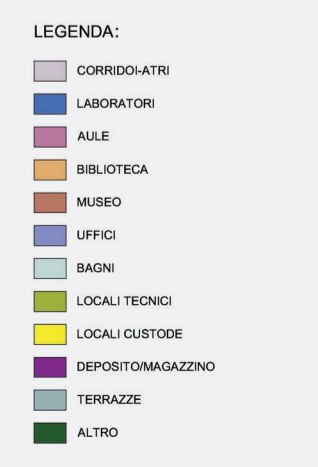 LEGENDA:
CORRIDOI-ATRI
LABORATORI
AULE
BIBLIOTECA
MUSEO
UFFICI
BAGNI
LOCALI TECNICI
LOCALI CUSTODE
DEPOSITO/MAGAZZINO
TERRAZZE
ALTRO